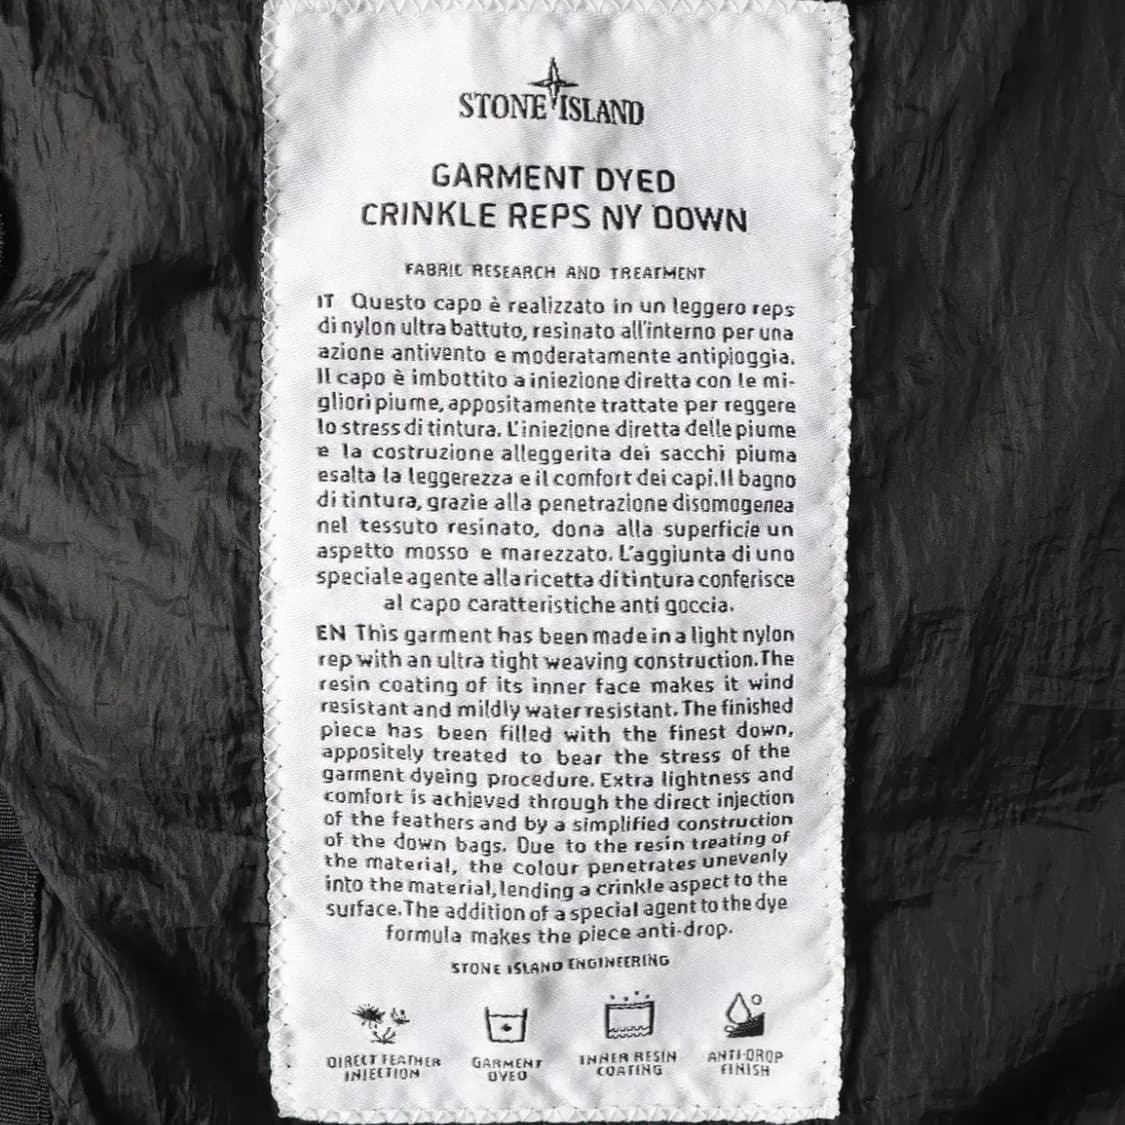 STONE ISLAND
GARMENT DYED
CRINKLE REPS NY DOWN
FABRIC RESEARCH AND TREATMENT
IT Questo capo è realizzato in un leggero reps
di nylon ultra battuto, resinato all'interno per una
azione antivento e moderatamente antipioggia.
Il capo è imbottito a iniezione diretta con le mi-
gliori piume, appositamente trattate per reggere
lo stress di tintura. L'iniezione diretta delle piume
e la costruzione alleggerita dei sacchi piuma
esalta la leggerezza e il comfort dei capi. Il bagno
di tintura, grazie alla penetrazione disomogenea
nel tessuto resinato, dona alla superficie un
aspetto mosso e marezzato. L'aggiunta di uno
speciale agente alla ricetta di tintura conferisce
al capo caratteristiche anti goccia.
EN This garment has been made in a light nylon
rep with an ultra tight weaving construction. The
resin coating of its inner face makes it wind
resistant and mildly water resistant. The finished
piece has been filled with the finest down,
appositely treated to bear the stress of the
garment dyeing procedure. Extra lightness and
comfort is achieved through the direct injection
of the feathers and by a simplified construction
of the down bags. Due to the resin treating of
the material, the colour penetrates unevenly
into the material, lending a crinkle aspect to the
surface. The addition of a special agent to the dye
formula makes the piece anti-drop.
STONE ISLAND ENGINEERING
DIRECT FEATHER
INJECTION
GARMENT
DYED
INNER RESIN
COATING
ANTI-DROP
FINISH